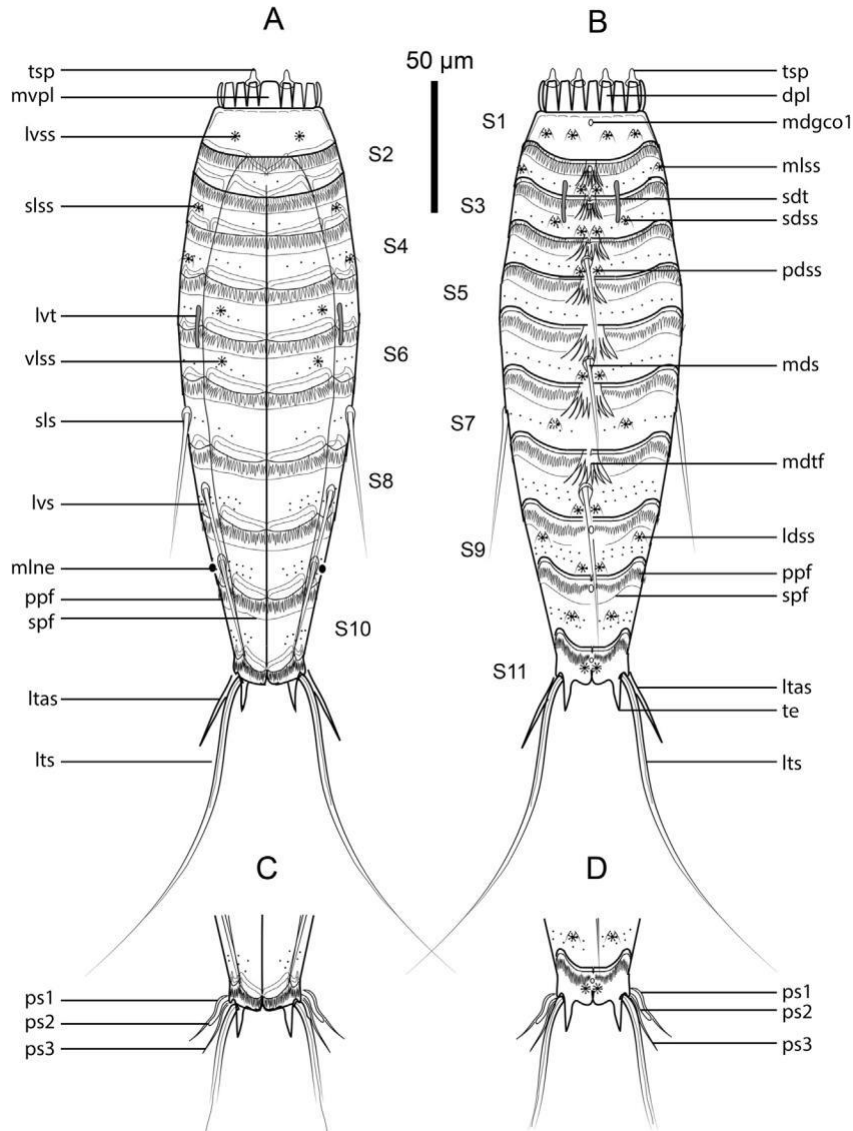 A
B
50 µm
tsp
mvpl
lvss
slss
lvt
vlss
sls
lvs
mlne
ppf
spf
ltas
lts
S2
S4
S6
S8
S10
S1
S3
S5
S7
S9
S11
tsp
dpl
mdgco1
mlss
sdt
sdss
pdss
mds
mdtf
ldss
ppf
spf
ltas
te
lts
C
D
ps1
ps2
ps3
ps1
ps2
ps3